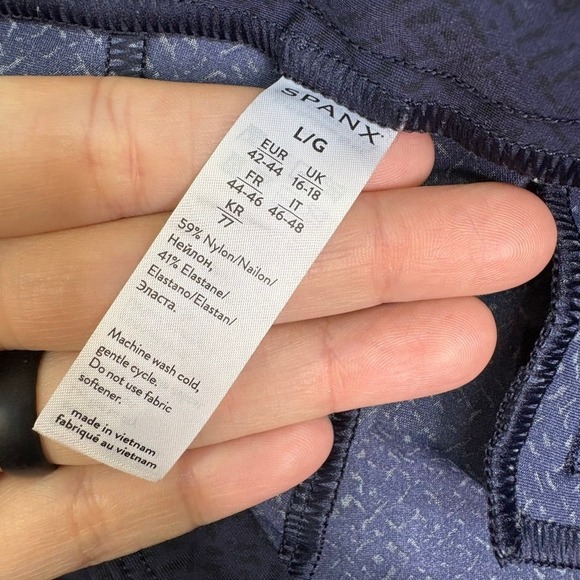 SPANX
L/G
EUR UK
42-44 16-18
FR IT
44-46 46-48
KR
77
59% Nylon/Nailon/
Нейлон,
41% Elastane/
Elastano/Elastan/
Эласта.
Machine wash cold,
gentle cycle.
Do not use fabric
softener.
made in vietnam
fabriqué au vietnam